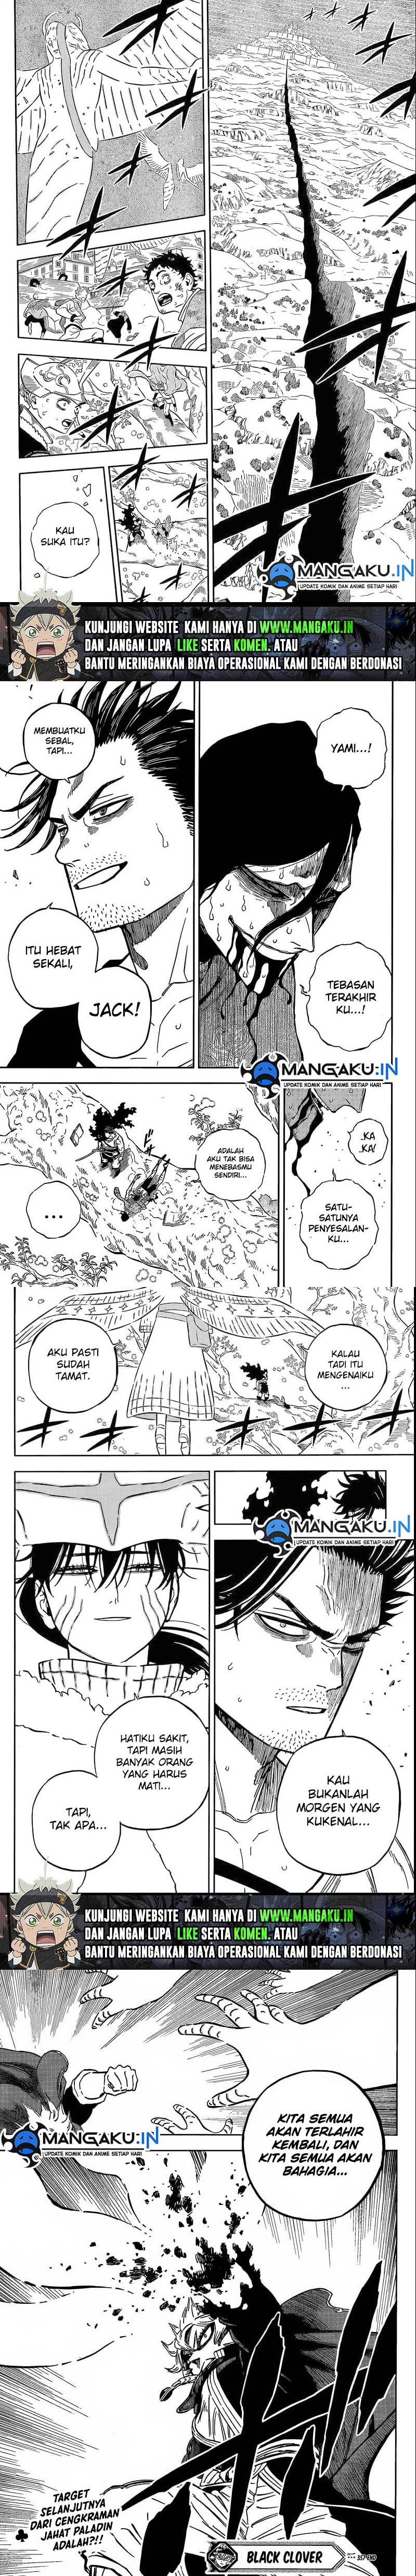 KAU
SUKA ITU?
MANGAKU.IN
UPDATE KOMIK DAN ANIME SETIAP HARI
KUNJUNGI WEBSITE KAMI HANYA DI WWW.MANGAKU.IN
DAN JANGAN LUPA LIKE SERTA KOMEN. ATAU
BANTU MERINGANKAN BIAYA OPERASIONAL KAMI DENGAN BERDONASI
YAMI...!
TEBASAN
TERAKHIR
KU...!
MEMBUATKU
SEBAL,
TAPI...
ITU HEBAT
SEKALI,
JACK!
MANGAKU.IN
UPDATE KOMIK DAN ANIME SETIAP HARI
..KA
KA!
SATU-
SATUNYA
PENYESALAN-
KU...
ADALAH
AKU TAK BISA
MENEBASMU
SENDIRI...
...
KALAU
TADI ITU
MENGENAIKU
...
AKU PASTI
SUDAH
TAMAT.
MANGAKU.IN
UPDATE KOMIK DAN ANIME SETIAP HARI
KAU
BUKANLAH
MORGEN YANG
KUKENAL...
HATIKU SAKIT,
TAPI MASIH
BANYAK ORANG
YANG HARUS
MATI...
TAPI,
TAK APA...
KUNJUNGI WEBSITE KAMI HANYA DI WWW.MANGAKU.IN
DAN JANGAN LUPA LIKE SERTA KOMEN. ATAU
BANTU MERINGANKAN BIAYA OPERASIONAL KAMI DENGAN BERDONASI
MANGAKU.IN
UPDATE KOMIK DAN ANIME SETIAP HARI
KITA SEMUA
AKAN TERLAHIR
KEMBALI, DAN
KITA SEMUA AKAN
BAHAGIA...
TARGET
SELANJUTNYA
DARI CENGKRAMAN
JAHAT PALADIN
ADALAH?!!
BLACK CLOVER